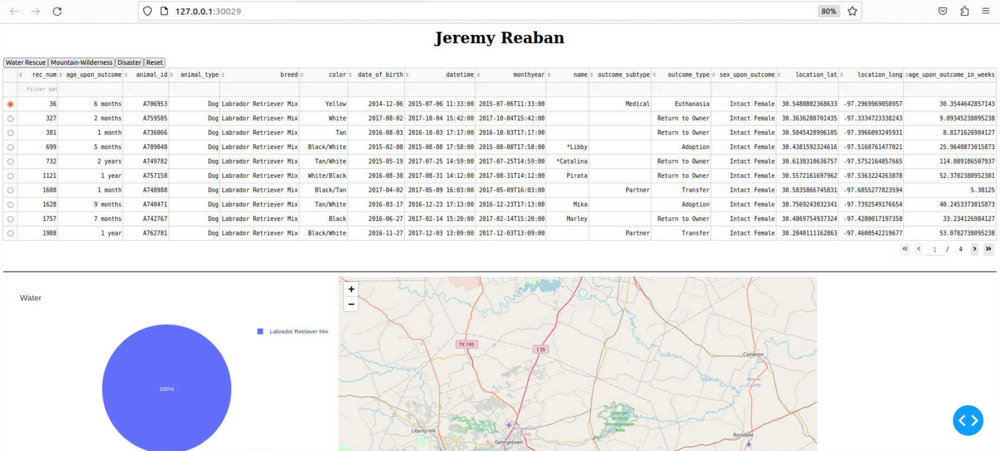 127.0.0.1:30029 80%
Jeremy Reaban
Water Rescue Mountain-Wilderness Disaster Reset
rec_num age_upon_outcome animal_id animal_type breed color date_of_birth datetime monthyear name outcome_subtype outcome_type sex_upon_outcome location_lat location_long age_upon_outcome_in_weeks
filter dat
36 6 months A706953 Dog Labrador Retriever Mix Yellow 2014-12-06 2015-07-06 11:33:00 2015-07-06T11:33:00 Medical Euthanasia Intact Female 30.5480802368633 -97.2969969058957 30.3544642857143
327 2 months A759505 Dog Labrador Retriever Mix White 2017-08-02 2017-10-04 15:42:00 2017-10-04T15:42:00 Return to Owner Intact Female 30.3636280701435 -97.3334723338243 9.09345238095238
381 1 month A736066 Dog Labrador Retriever Mix Tan 2016-08-03 2016-10-03 17:17:00 2016-10-03T17:17:00 Return to Owner Intact Female 30.5045428996105 -97.3966093245931 8.8171626984127
699 5 months A709048 Dog Labrador Retriever Mix Black/White 2015-02-08 2015-08-08 17:58:00 2015-08-08T17:58:00 *Libby Adoption Intact Female 30.4381592324616 -97.5168761477021 25.9640873015873
732 2 years A749782 Dog Labrador Retriever Mix Tan/White 2015-05-19 2017-07-25 14:59:00 2017-07-25T14:59:00 *Catalina Return to Owner Intact Female 30.6138310636757 -97.5752164857665 114.089186507937
1121 1 year A757158 Dog Labrador Retriever Mix White/Black 2016-08-30 2017-08-31 14:12:00 2017-08-31T14:12:00 Pirata Return to Owner Intact Female 30.5572161697962 -97.5363224263878 52.3702380952381
1608 1 month A748988 Dog Labrador Retriever Mix Black/Tan 2017-04-02 2017-05-09 16:03:00 2017-05-09T16:03:00 Partner Transfer Intact Female 30.5835866745831 -97.6855277823594 5.38125
1628 9 months A740471 Dog Labrador Retriever Mix Tan/White 2016-03-17 2016-12-23 17:13:00 2016-12-23T17:13:00 Mika Adoption Intact Female 30.7569243032341 -97.7392549176654 40.2453373015873
1757 7 months A742767 Dog Labrador Retriever Mix Black 2016-06-27 2017-02-14 15:20:00 2017-02-14T15:20:00 Marley Return to Owner Intact Female 30.4869754937324 -97.4280017197358 33.234126984127
1988 1 year A762781 Dog Labrador Retriever Mix Black/White 2016-11-27 2017-12-03 13:09:00 2017-12-03T13:09:00 Partner Transfer Intact Female 30.2840111162863 -97.4600542219677 53.0782738095238
« ‹ 1 / 4 › »
Water
Labrador Retriever Mix
100%
+
−
TX 195
I 35
Cameron
Milam
County
Granger
Wildlife
Management
Area
Williamson
County
Liberty Hill
Georgetown
Rockdale